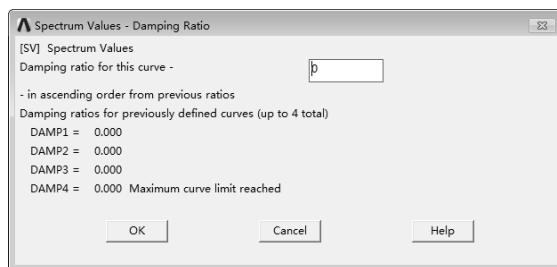 Spectrum Values - Damping Ratio
[SV] Spectrum Values
Damping ratio for this curve -
0
- in ascending order from previous ratios
Damping ratios for previously defined curves (up to 4 total)
DAMP1 = 0.000
DAMP2 = 0.000
DAMP3 = 0.000
DAMP4 = 0.000 Maximum curve limit reached
OK Cancel Help